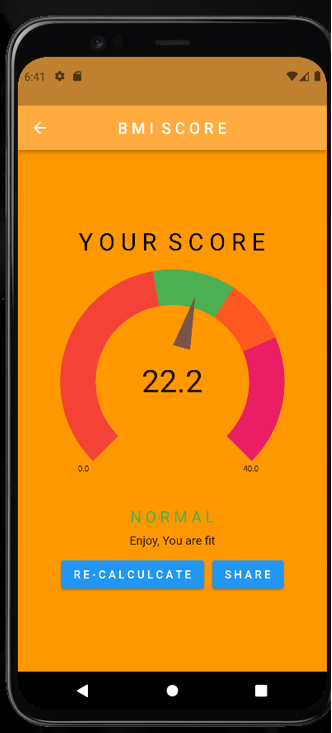 6:41
BMI SCORE
YOUR SCORE
22.2
0.0 40.0
NORMAL
Enjoy, You are fit
RE-CALCULCATE SHARE